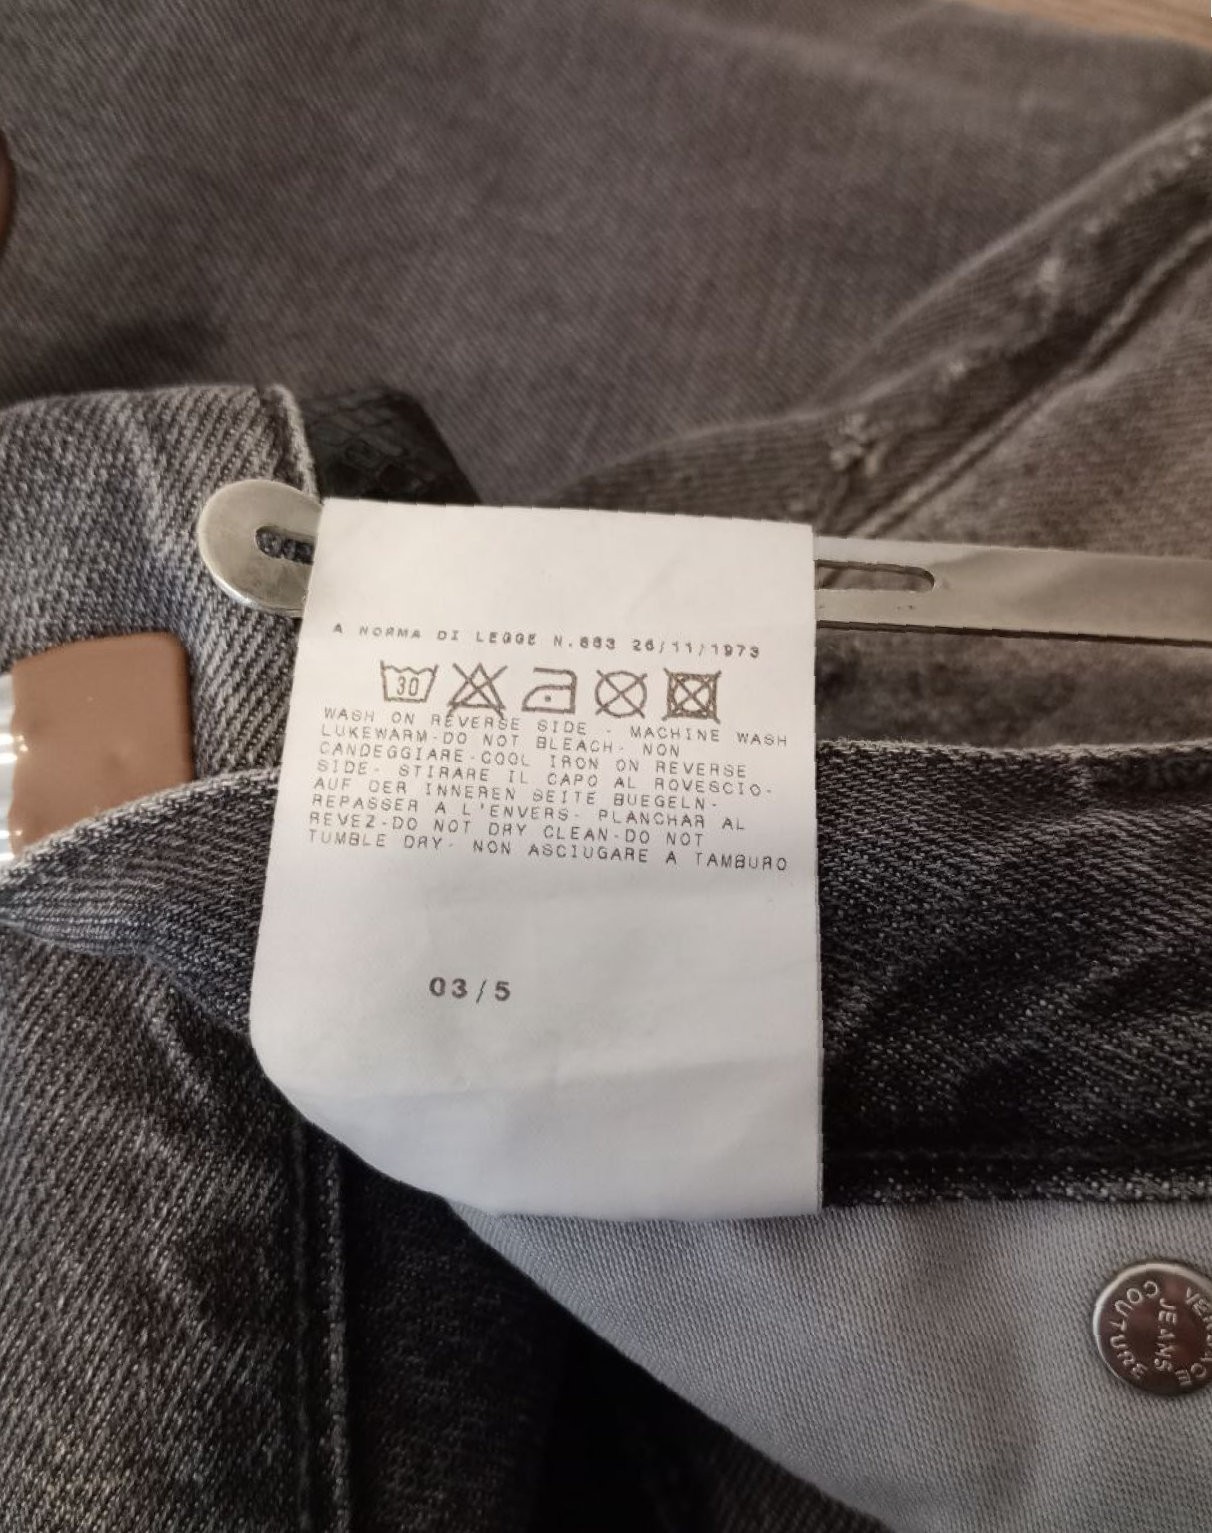 A NORMA DI LEGGE N.883 26/11/1973
30
WASH ON REVERSE SIDE - MACHINE WASH
LUKEWARM-DO NOT BLEACH- NON
CANDEGGIARE-COOL IRON ON REVERSE
SIDE- STIRARE IL CAPO AL ROVESCIO-
AUF DER INNEREN SEITE BUEGELN-
REPASSER A L'ENVERS- PLANCHAR AL
REVEZ-DO NOT DRY CLEAN-DO NOT
TUMBLE DRY- NON ASCIUGARE A TAMBURO
03/5
VERSACE
JEANS
COUTURE